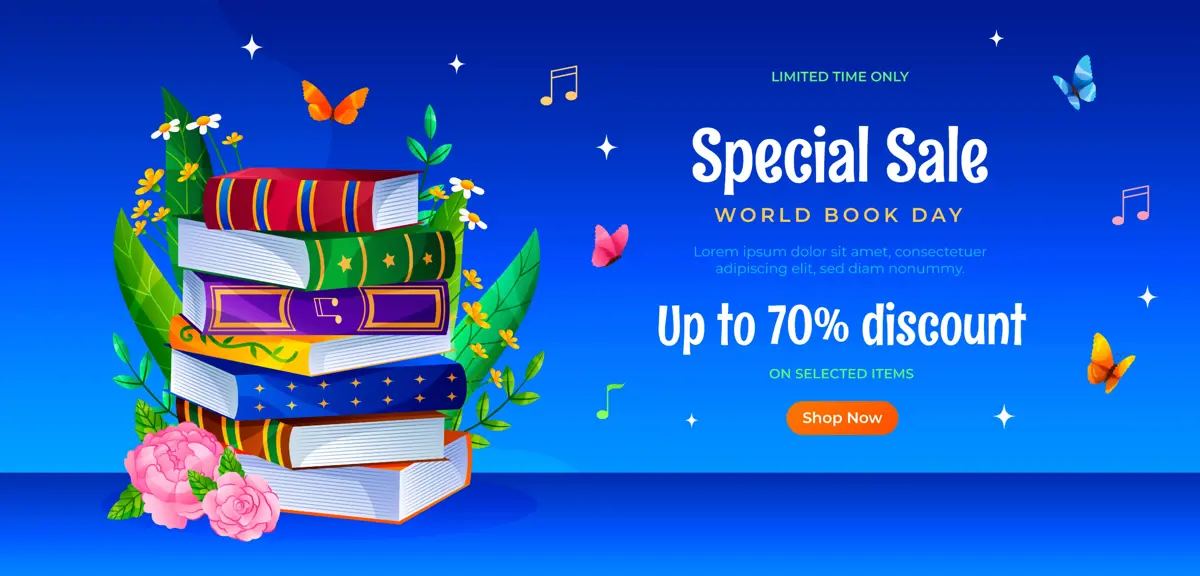 LIMITED TIME ONLY
Special Sale
WORLD BOOK DAY
Lorem ipsum dolor sit amet, consectetuer
adipiscing elit, sed diam nonummy.
Up to 70% discount
ON SELECTED ITEMS
Shop Now